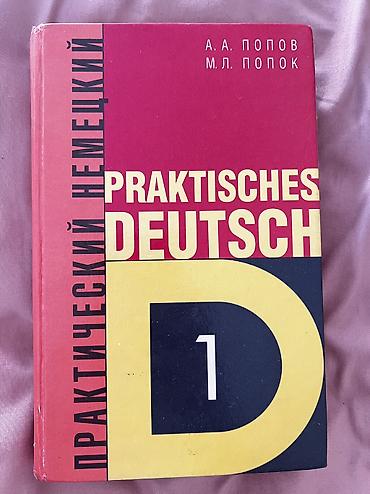 А. А. ПОПОВ
М. Л. ПОПОК
ПРАКТИЧЕСКИЙ НЕМЕЦКИЙ
PRAKTISCHES
DEUTSCH
D
1